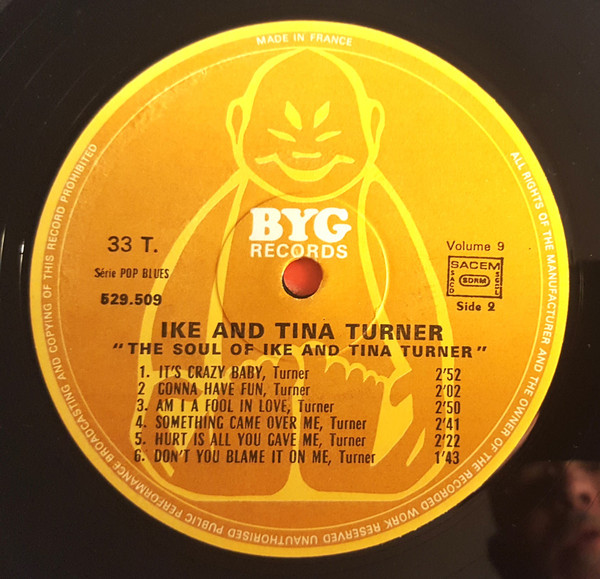 MADE IN FRANCE
ALL RIGHTS OF THE MANUFACTURER AND THE OWNER OF THE RECORDED WORK RESERVED UNAUTHORISED PUBLIC PERFORMANCE BROADCASTING AND COPYING OF THIS RECORD PROHIBITED
BYG
RECORDS
33 T.
Série POP BLUES
529.509
Volume 9
SACEM
SACD SDRM SGDL
Side 2
IKE AND TINA TURNER
"THE SOUL OF IKE AND TINA TURNER"
1. IT'S CRAZY BABY, Turner 2'52
2 GONNA HAVE FUN, Turner 2'02
3. AM I A FOOL IN LOVE, Turner 2'50
4. SOMETHING CAME OVER ME, Turner 2'41
5. HURT IS ALL YOU GAVE ME, Turner 2'22
6. DON'T YOU BLAME IT ON ME, Turner 1'43